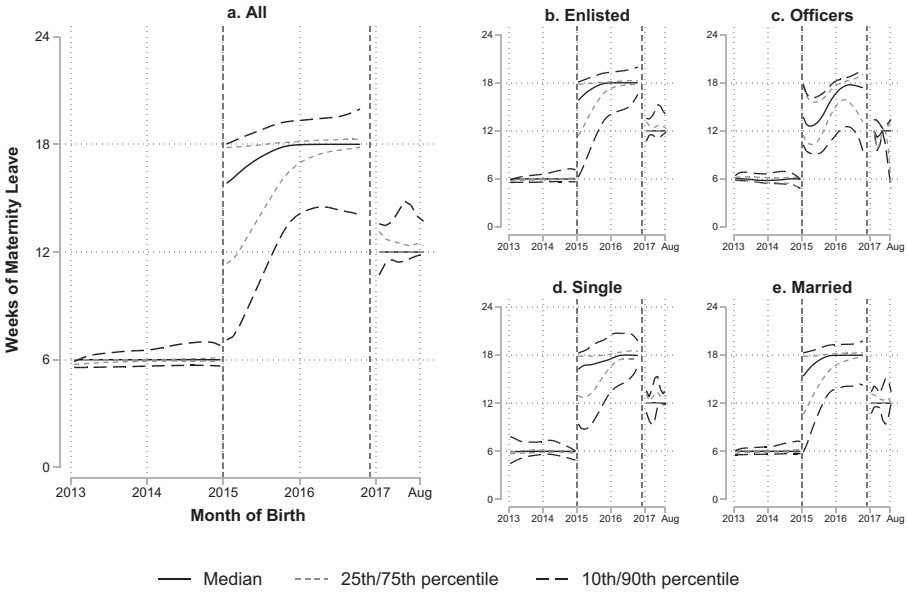 a. All
Weeks of Maternity Leave
24
18
12
6
0
2013 2014 2015 2016 2017 Aug
Month of Birth
b. Enlisted
24
18
12
6
0
2013 2014 2015 2016 2017 Aug
c. Officers
24
18
12
6
0
2013 2014 2015 2016 2017 Aug
d. Single
24
18
12
6
0
2013 2014 2015 2016 2017 Aug
e. Married
24
18
12
6
0
2013 2014 2015 2016 2017 Aug
Median 25th/75th percentile 10th/90th percentile